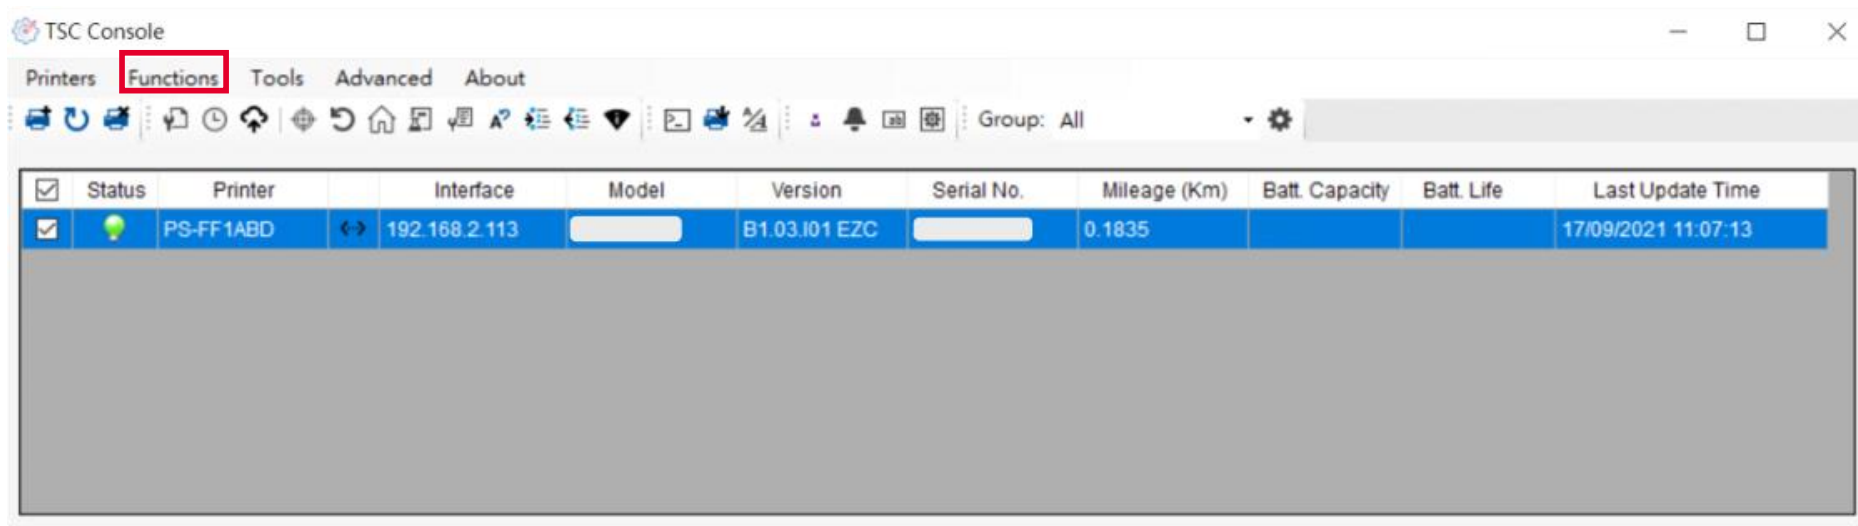 TSC Console
Printers Functions Tools Advanced About
Group: All
Status Printer Interface Model Version Serial No. Mileage (Km) Batt. Capacity Batt. Life Last Update Time
PS-FF1ABD 192.168.2.113 B1.03.I01 EZC 0.1835 17/09/2021 11:07:13